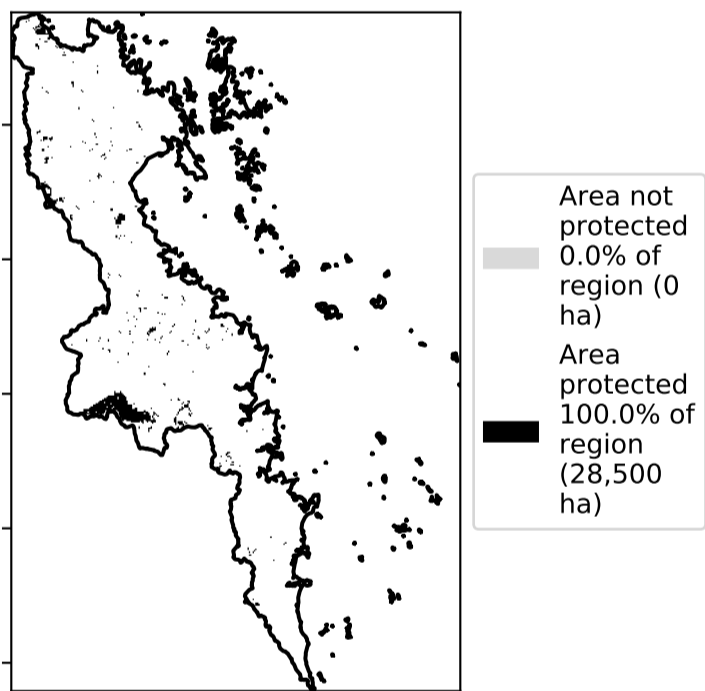 Area not
protected
0.0% of
region (0
ha)
Area
protected
100.0% of
region
(28,500
ha)